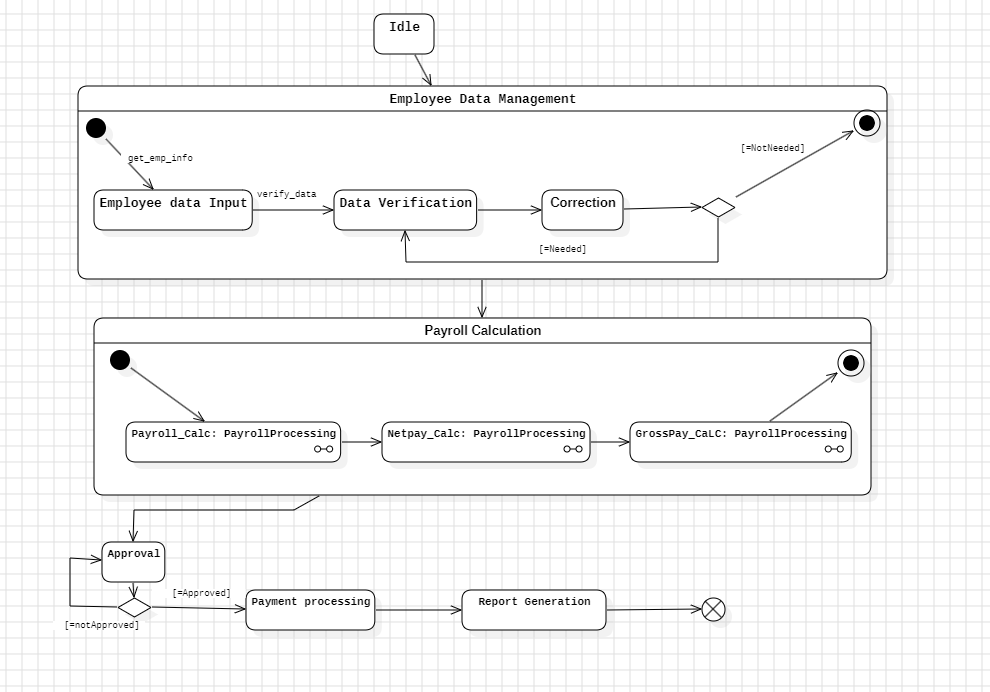 Idle
Employee Data Management
[=NotNeeded]
get_emp_info
verify_data
Employee data Input
Data Verification
Correction
[=Needed]
Payroll Calculation
Payroll_Calc: PayrollProcessing
Netpay_Calc: PayrollProcessing
GrossPay_CaLC: PayrollProcessing
Approval
[=Approved]
Payment processing
Report Generation
[=notApproved]